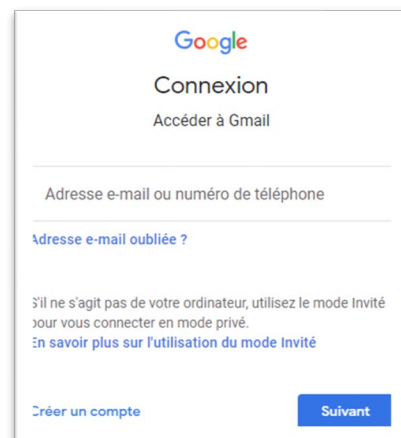 Google
Connexion
Accéder à Gmail
Adresse e-mail ou numéro de téléphone
Adresse e-mail oubliée ?
S'il ne s'agit pas de votre ordinateur, utilisez le mode Invité
pour vous connecter en mode privé.
En savoir plus sur l'utilisation du mode Invité
Créer un compte
Suivant